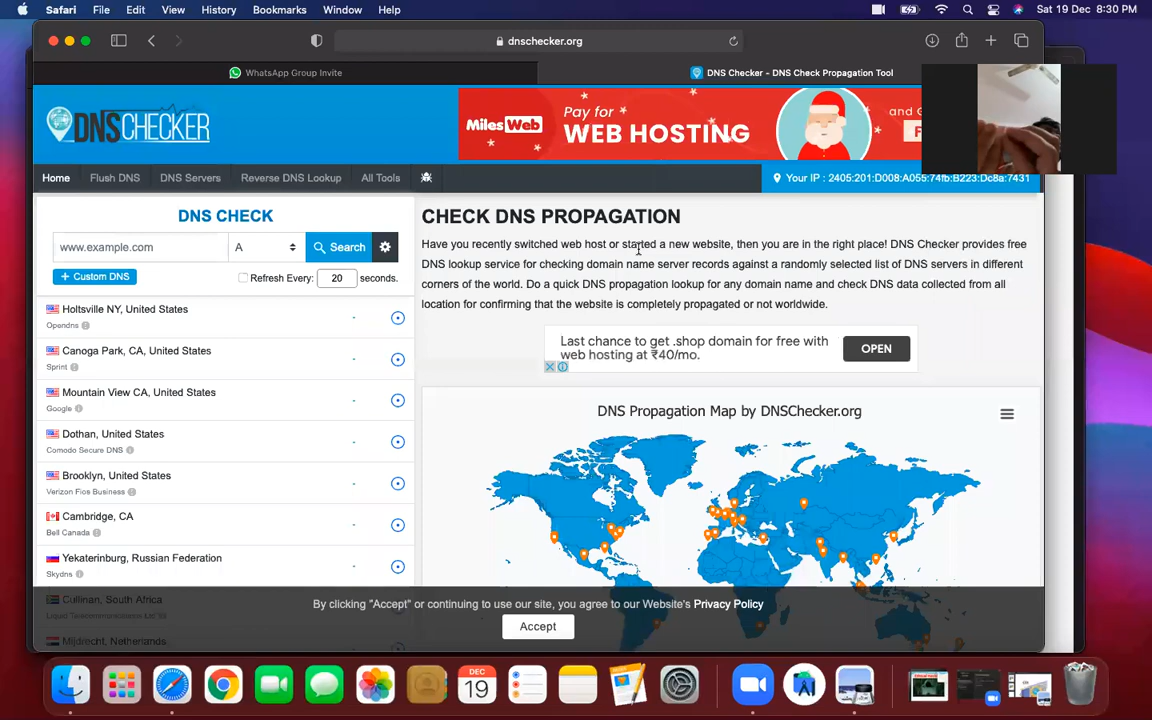 Safari File Edit View History Bookmarks Window Help Sat 19 Dec 8:30 PM
dnschecker.org
WhatsApp Group Invite
DNS Checker - DNS Check Propagation Tool
DNSCHECKER
MilesWeb
Pay for
WEB HOSTING
and G
F
Home Flush DNS DNS Servers Reverse DNS Lookup All Tools
Your IP : 2405:201:D008:A055:74fb:B223:Dc8a:7431
DNS CHECK
www.example.com A Search
+ Custom DNS Refresh Every: 20 seconds.
Holtsville NY, United States
Opendns
Canoga Park, CA, United States
Sprint
Mountain View CA, United States
Google
Dothan, United States
Comodo Secure DNS
Brooklyn, United States
Verizon Fios Business
Cambridge, CA
Bell Canada
Yekaterinburg, Russian Federation
Skydns
Cullinan, South Africa
Liquid Telecommunications Ltd
Mijdrecht, Netherlands
CHECK DNS PROPAGATION
Have you recently switched web host or started a new website, then you are in the right place! DNS Checker provides free
DNS lookup service for checking domain name server records against a randomly selected list of DNS servers in different
corners of the world. Do a quick DNS propagation lookup for any domain name and check DNS data collected from all
location for confirming that the website is completely propagated or not worldwide.
Last chance to get .shop domain for free with
web hosting at ₹40/mo.
OPEN
DNS Propagation Map by DNSChecker.org
By clicking "Accept" or continuing to use our site, you agree to our Website's Privacy Policy
Accept
DEC
19